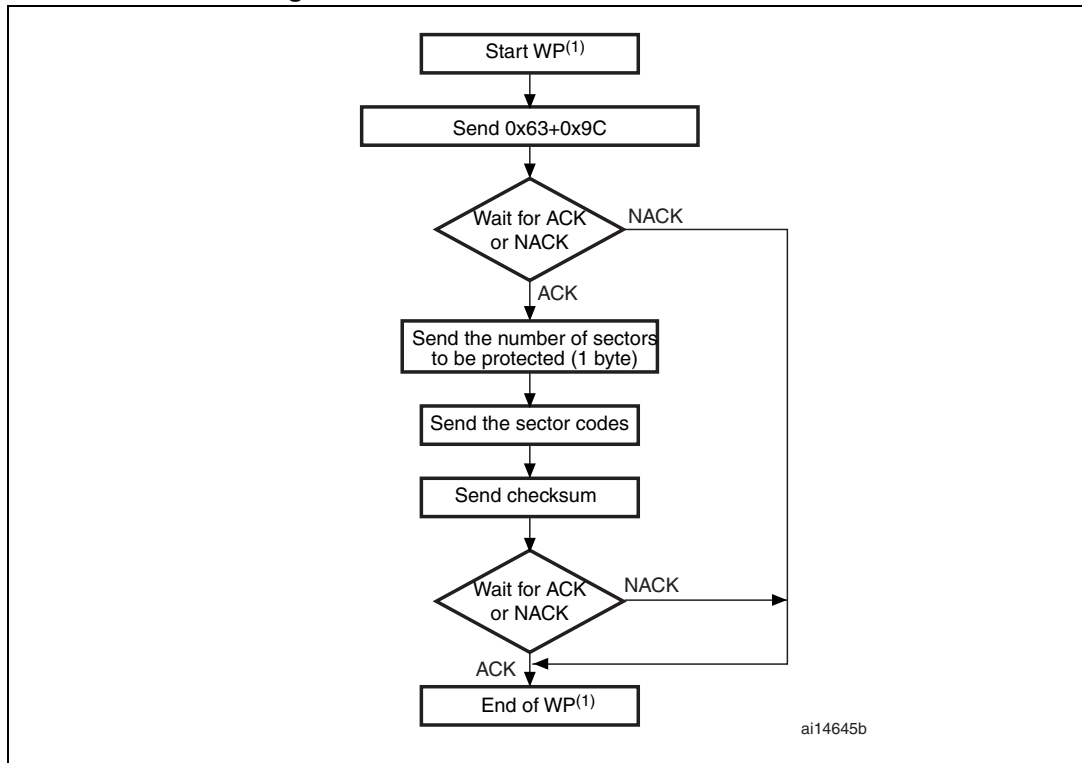 Start WP(1)
Send 0x63+0x9C
Wait for ACK
or NACK
NACK
ACK
Send the number of sectors
to be protected (1 byte)
Send the sector codes
Send checksum
Wait for ACK
or NACK
NACK
ACK
End of WP(1)
ai14645b